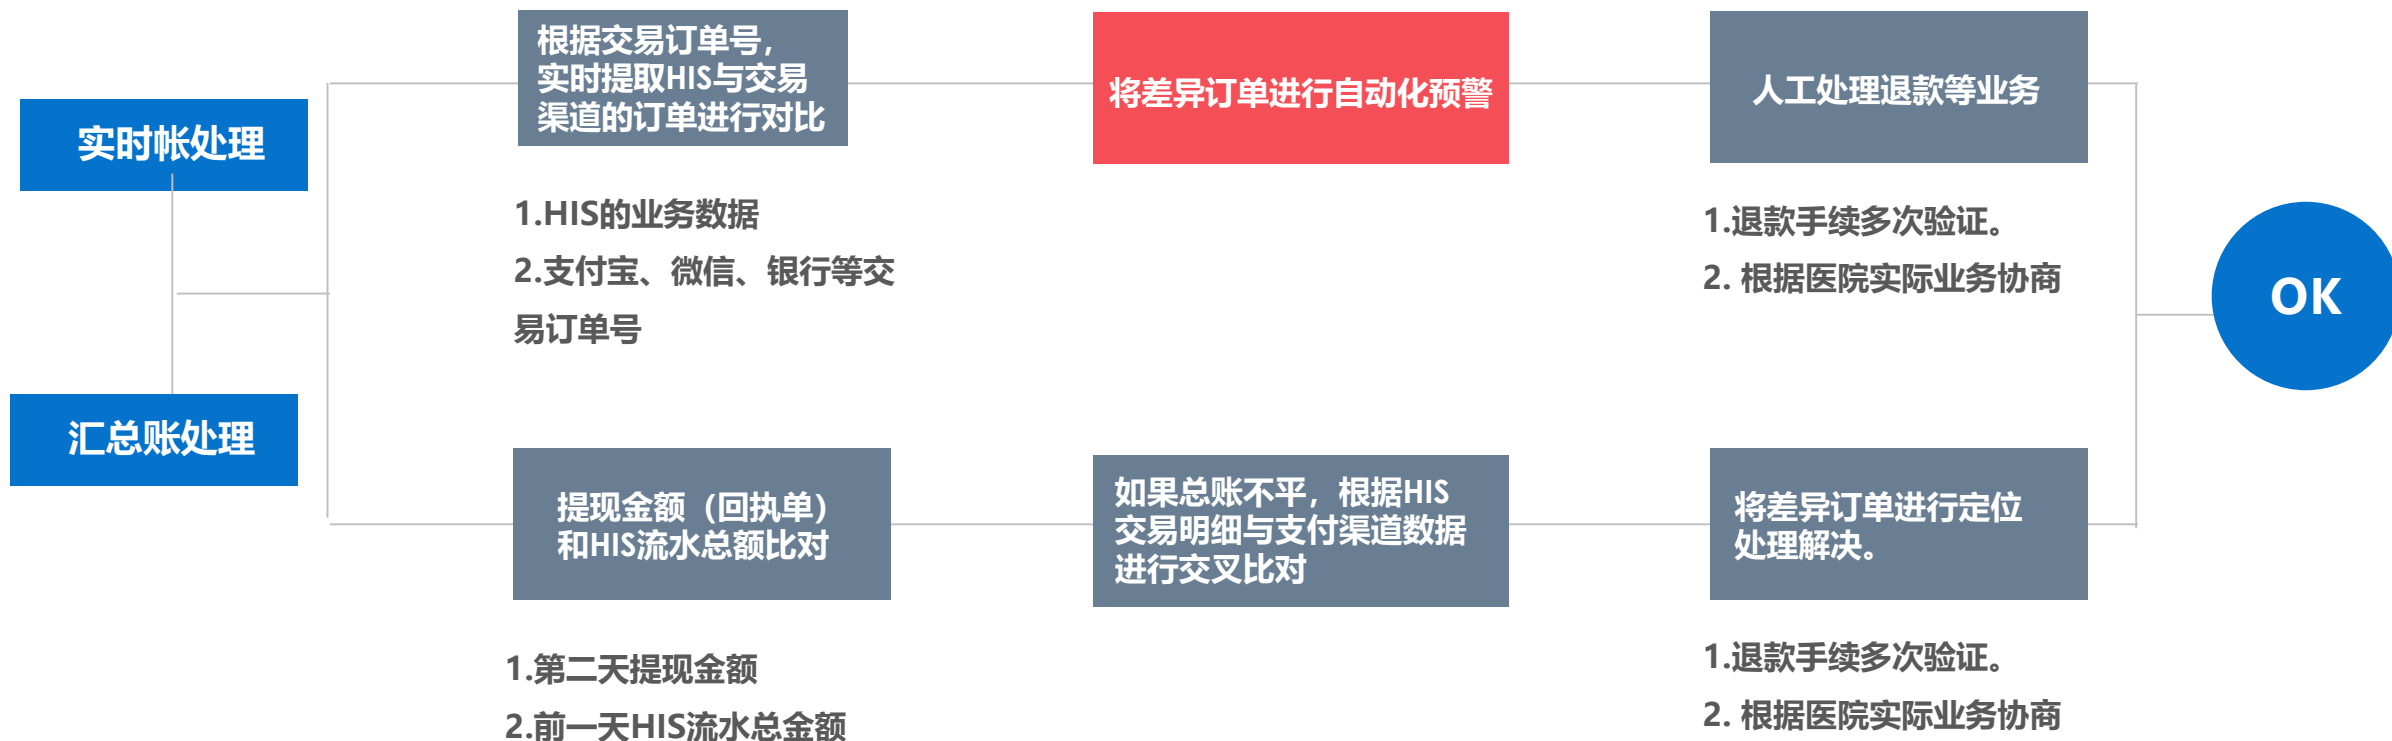 实时帐处理
汇总账处理
根据交易订单号，
实时提取HIS与交易
渠道的订单进行对比
1.HIS的业务数据
2.支付宝、微信、银行等交
易订单号
将差异订单进行自动化预警
人工处理退款等业务
1.退款手续多次验证。
2. 根据医院实际业务协商
提现金额（回执单）
和HIS流水总额比对
1.第二天提现金额
2.前一天HIS流水总金额
如果总账不平，根据HIS
交易明细与支付渠道数据
进行交叉比对
将差异订单进行定位
处理解决。
1.退款手续多次验证。
2. 根据医院实际业务协商
OK